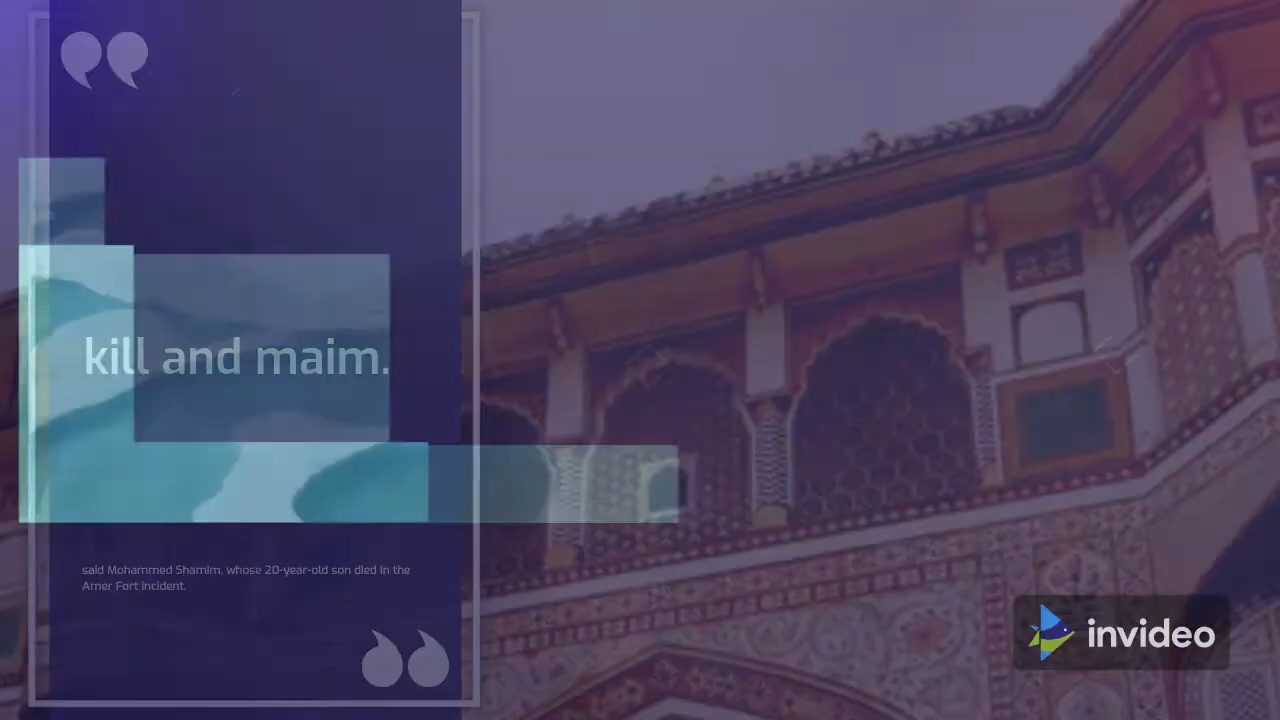 kill and maim.
said Mohammed Shamim, whose 20-year-old son died in the
Amer Fort incident.
invideo